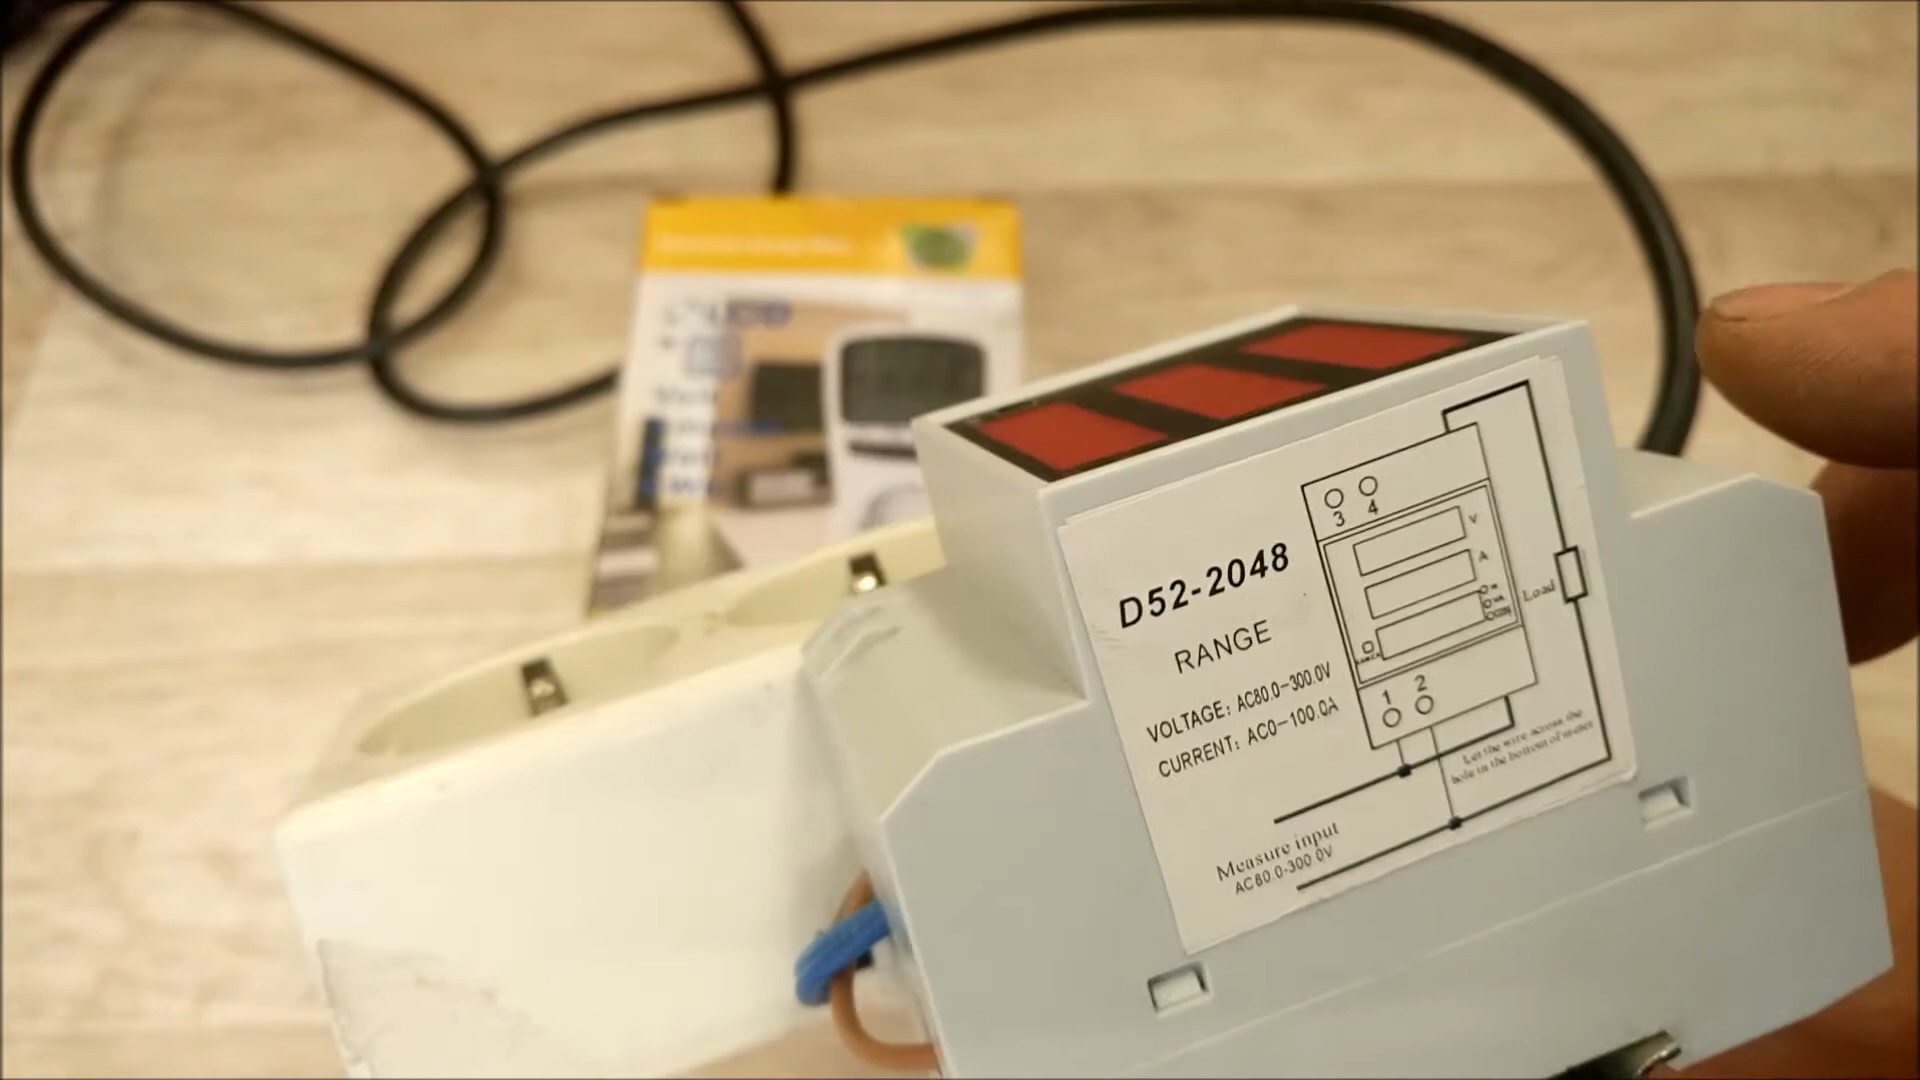 D52-2048
RANGE
VOLTAGE: AC80.0-300.0V
CURRENT: AC0-100.0A
3 4
V
A
Load
1 2
Let the wire across the
hole in the bottom of meter
Measure input
AC80.0-300.0V